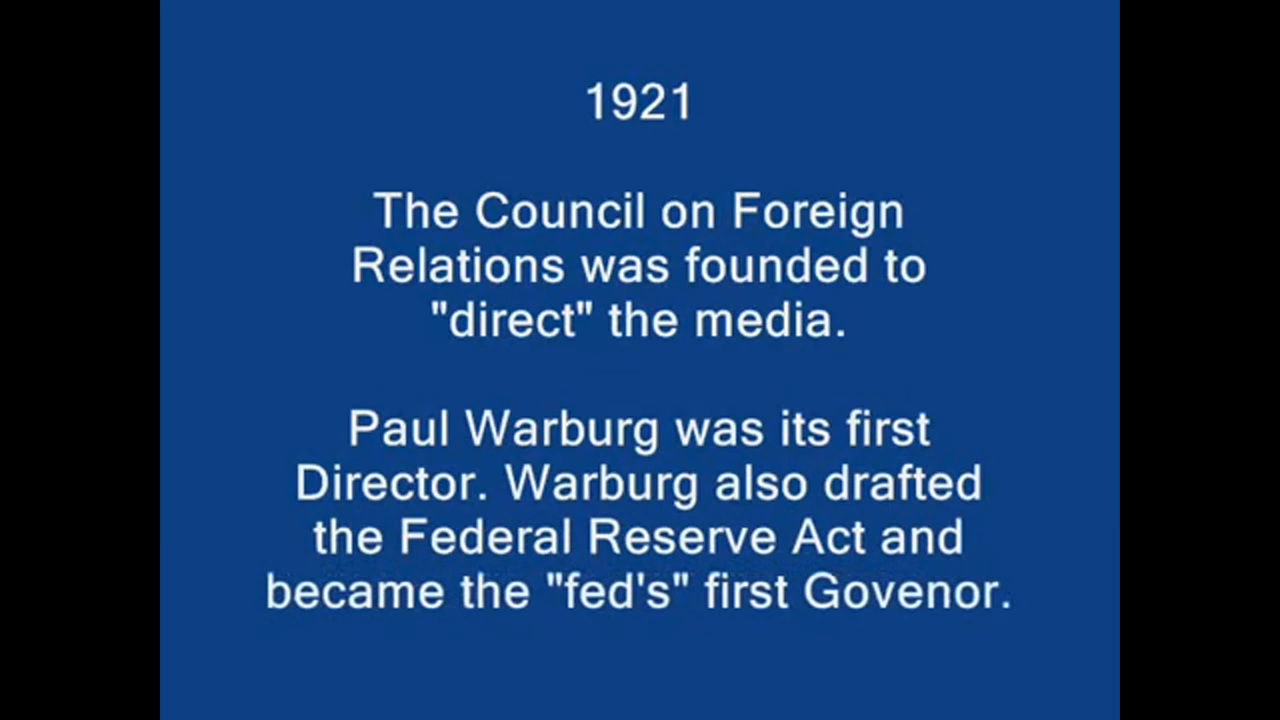 1921
The Council on Foreign
Relations was founded to
"direct" the media.
Paul Warburg was its first
Director. Warburg also drafted
the Federal Reserve Act and
became the "fed's" first Govenor.